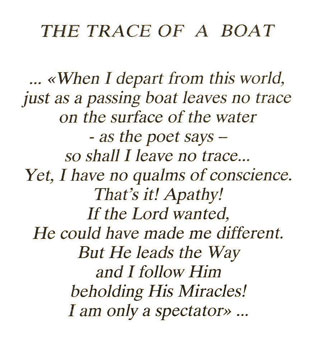 THE TRACE OF A BOAT
... «When I depart from this world,
just as a passing boat leaves no trace
on the surface of the water
- as the poet says –
so shall I leave no trace...
Yet, I have no qualms of conscience.
That's it! Apathy!
If the Lord wanted,
He could have made me different.
But He leads the Way
and I follow Him
beholding His Miracles!
I am only a spectator» ...